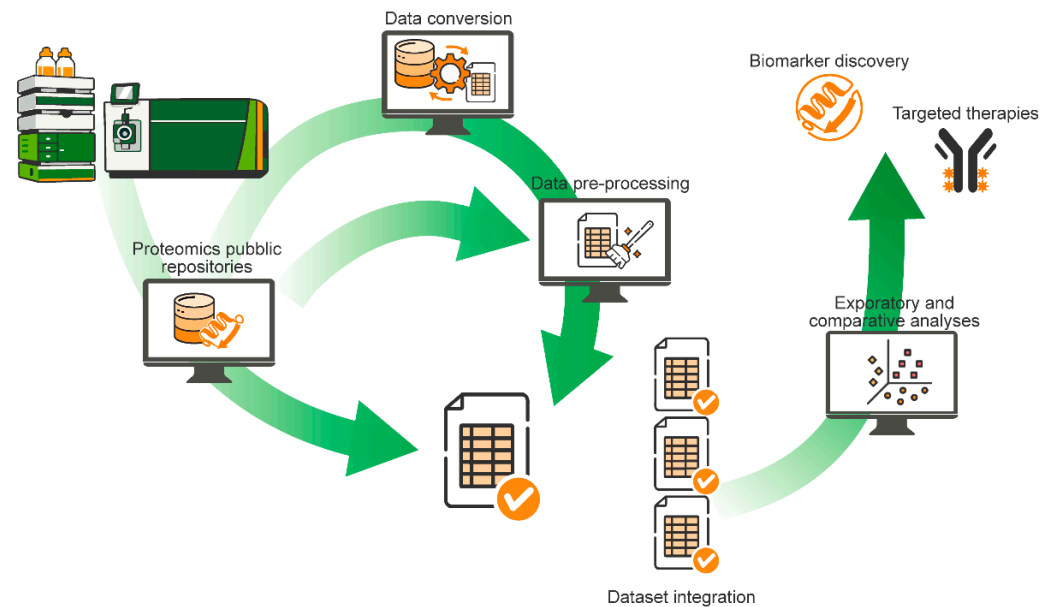 Data conversion
Biomarker discovery
Targeted therapies
Data pre-processing
Proteomics pubblic
repositories
Exporatory and
comparative analyses
Dataset integration